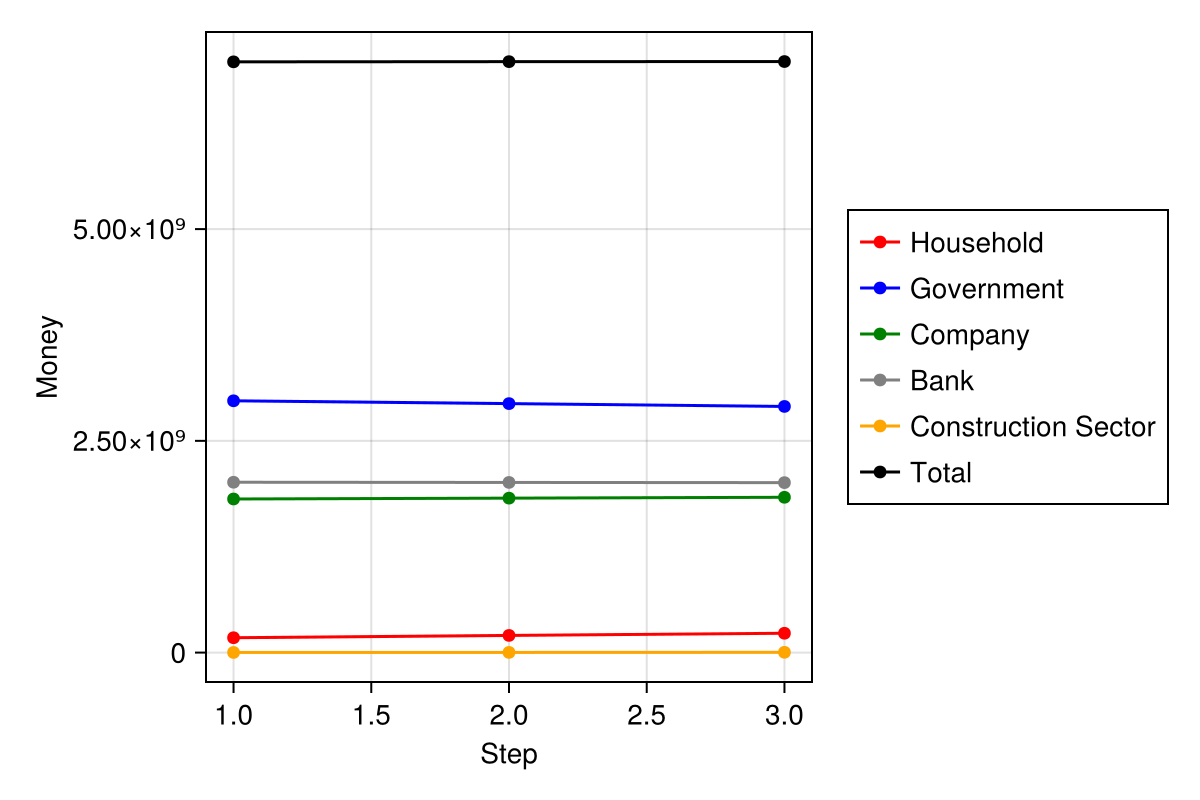 5.00×10⁹
2.50×10⁹
0
Money
1.0 1.5 2.0 2.5 3.0
Step
Household
Government
Company
Bank
Construction Sector
Total